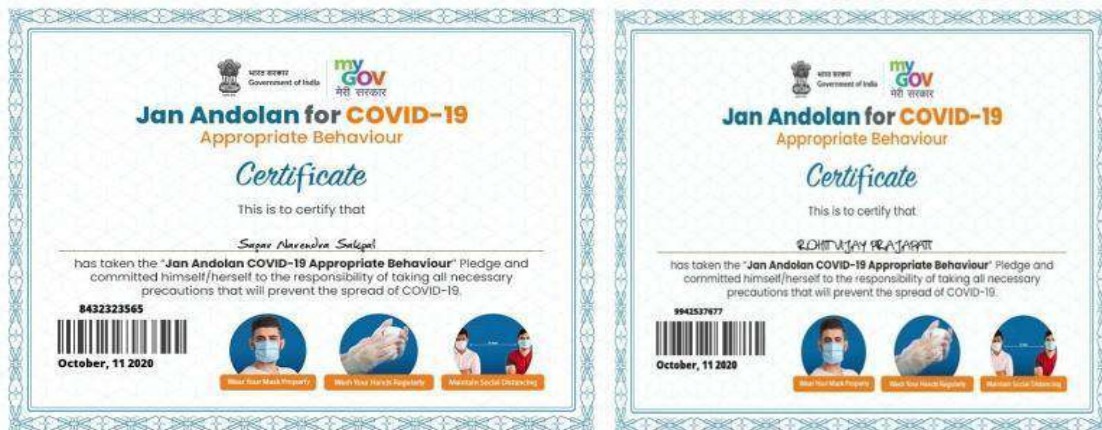 भारत सरकार
Government of India
my
GOV
मेरी सरकार
Jan Andolan for COVID-19
Appropriate Behaviour
Certificate
This is to certify that
Sagar Narendra Sakpal
has taken the "Jan Andolan COVID-19 Appropriate Behaviour" Pledge and
committed himself/herself to the responsibility of taking all necessary
precautions that will prevent the spread of COVID-19.
8432323565
October, 11 2020
Wear Your Mask Properly
Wash Your Hands Regularly
Maintain Social Distancing
भारत सरकार
Government of India
my
GOV
मेरी सरकार
Jan Andolan for COVID-19
Appropriate Behaviour
Certificate
This is to certify that
ROHIT VIJAY PRAJAPATI
has taken the "Jan Andolan COVID-19 Appropriate Behaviour" Pledge and
committed himself/herself to the responsibility of taking all necessary
precautions that will prevent the spread of COVID-19.
9942537677
October, 11 2020
Wear Your Mask Properly
Wash Your Hands Regularly
Maintain Social Distancing